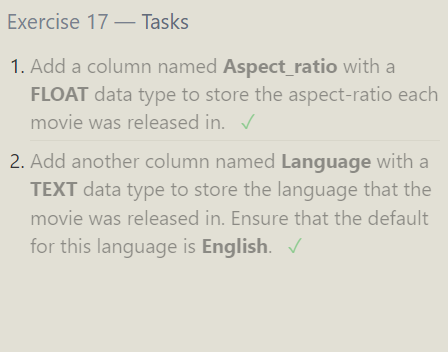 Exercise 17 — Tasks
1. Add a column named Aspect_ratio with a
FLOAT data type to store the aspect-ratio each
movie was released in. ✓
2. Add another column named Language with a
TEXT data type to store the language that the
movie was released in. Ensure that the default
for this language is English. ✓